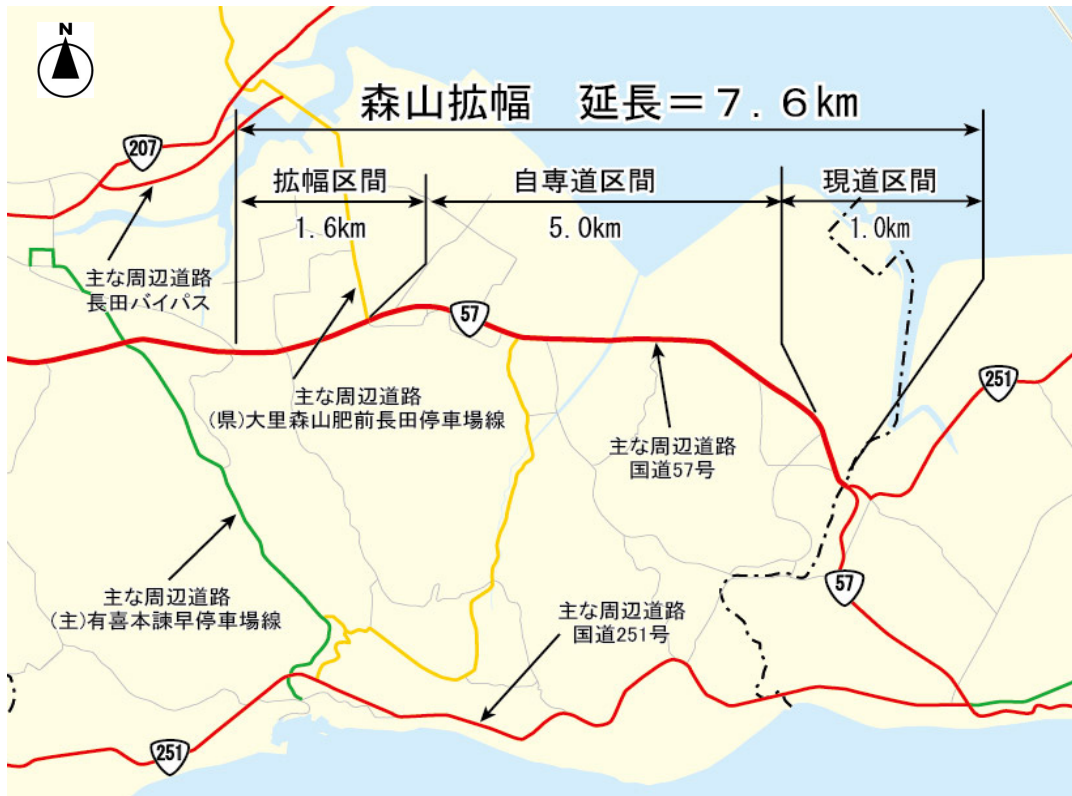 N
森山拡幅　延長＝７．６km
207
拡幅区間
1.6km
自専道区間
5.0km
現道区間
1.0km
主な周辺道路
長田バイパス
57
251
主な周辺道路
(県)大里森山肥前長田停車場線
主な周辺道路
国道57号
主な周辺道路
(主)有喜本諫早停車場線
主な周辺道路
国道251号
57
251